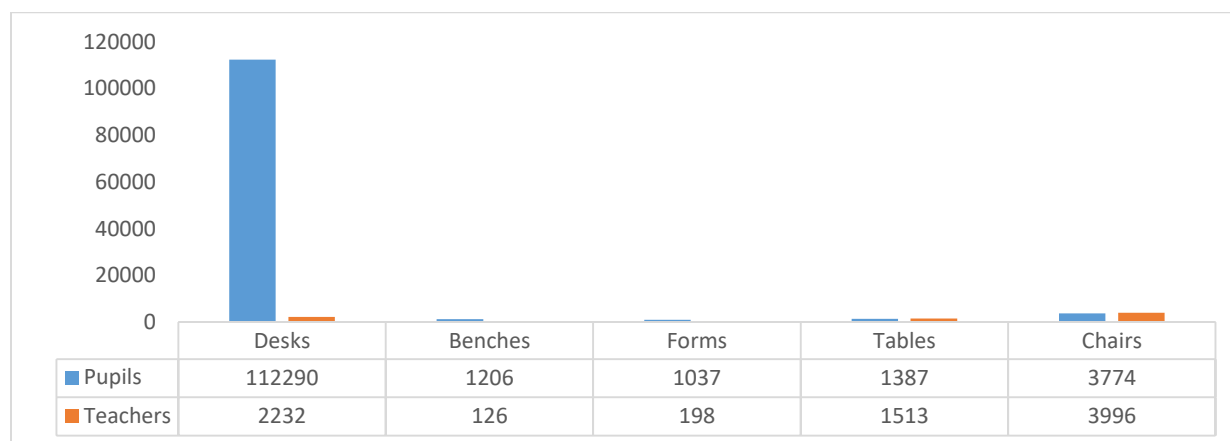 120000
100000
80000
60000
40000
20000
0
Desks Benches Forms Tables Chairs
Pupils 112290 1206 1037 1387 3774
Teachers 2232 126 198 1513 3996